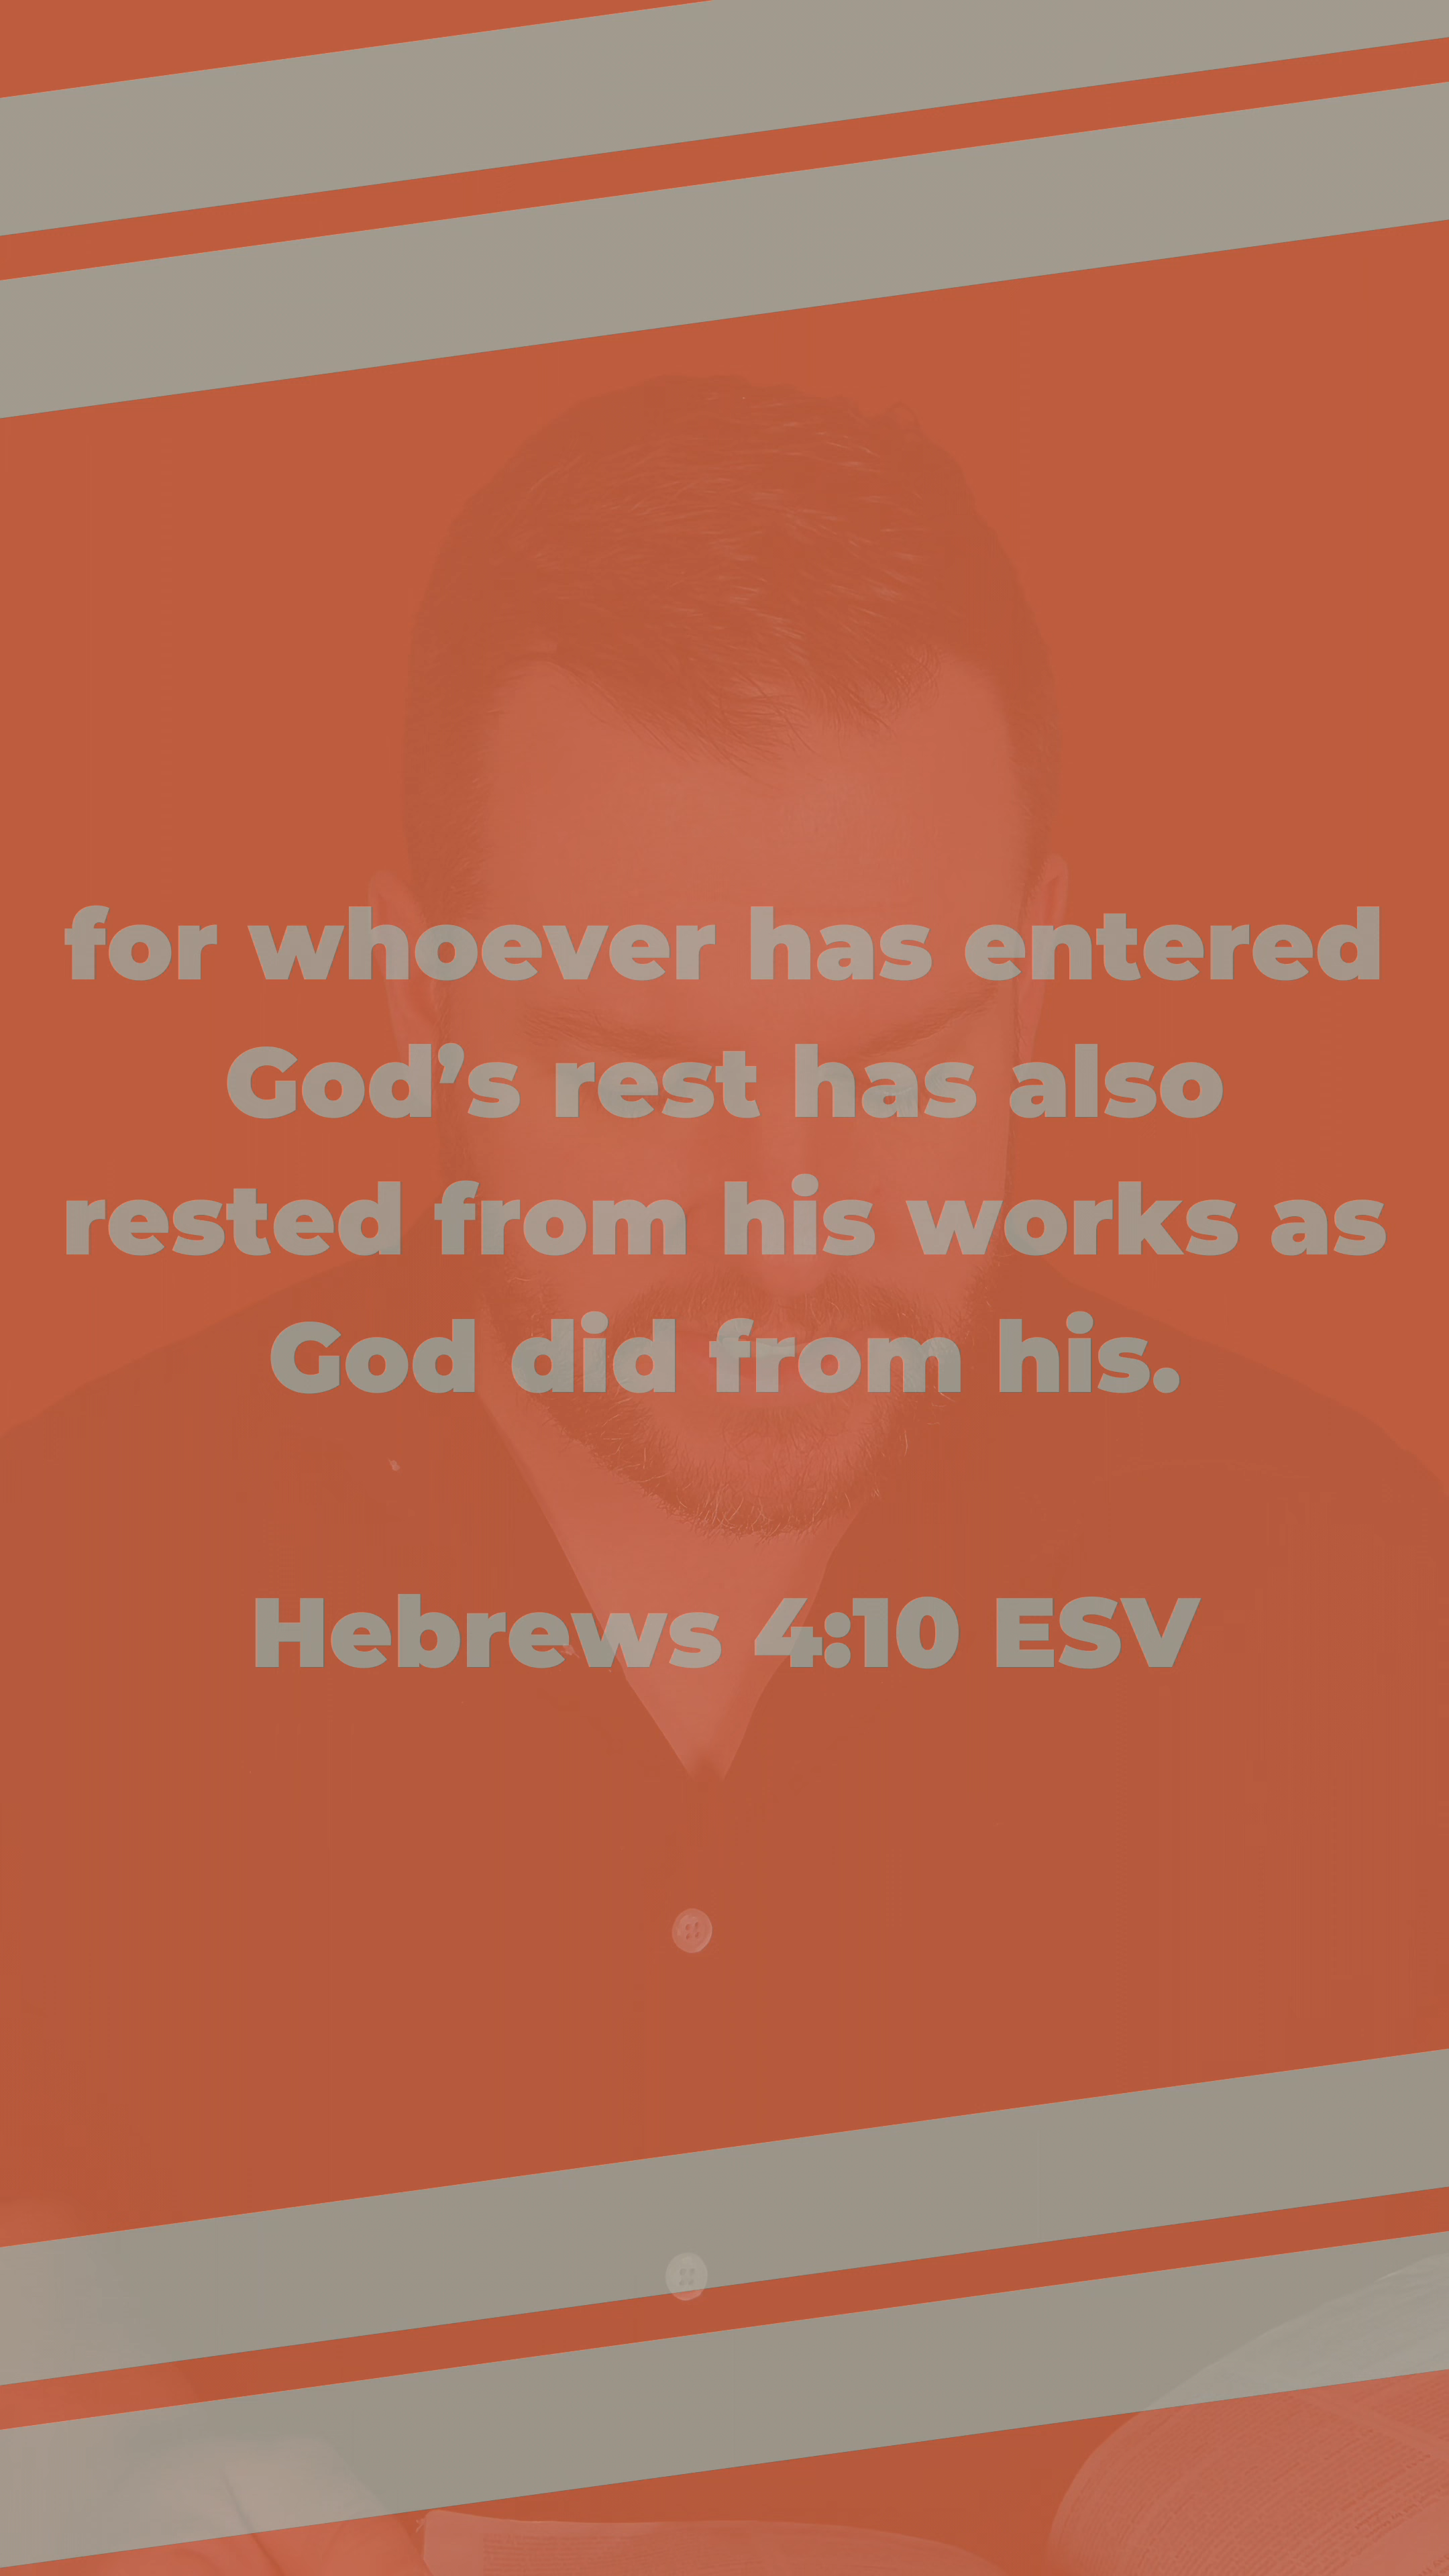 for whoever has entered
God’s rest has also
rested from his works as
God did from his.
Hebrews 4:10 ESV